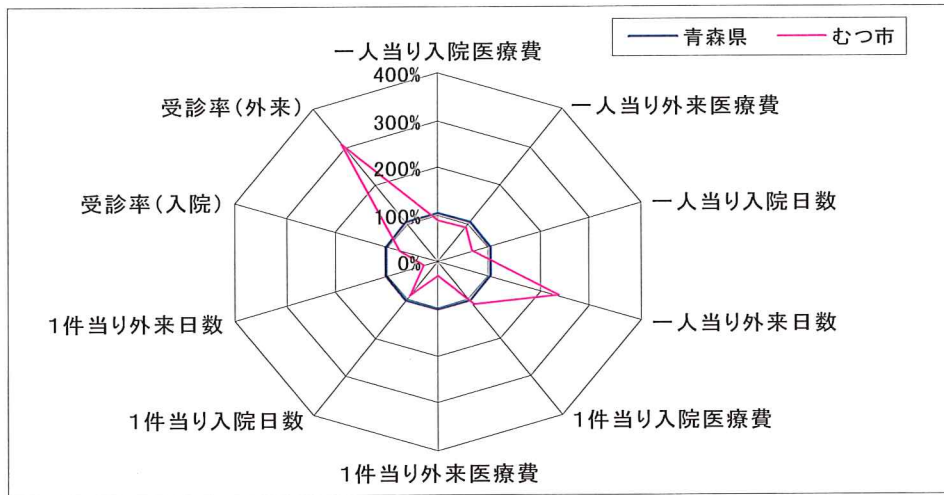 青森県 むつ市
一人当り入院医療費
400%
受診率(外来)
一人当り外来医療費
300%
200%
受診率(入院)
一人当り入院日数
100%
0%
1件当り外来日数
一人当り外来日数
1件当り入院日数
1件当り入院医療費
1件当り外来医療費